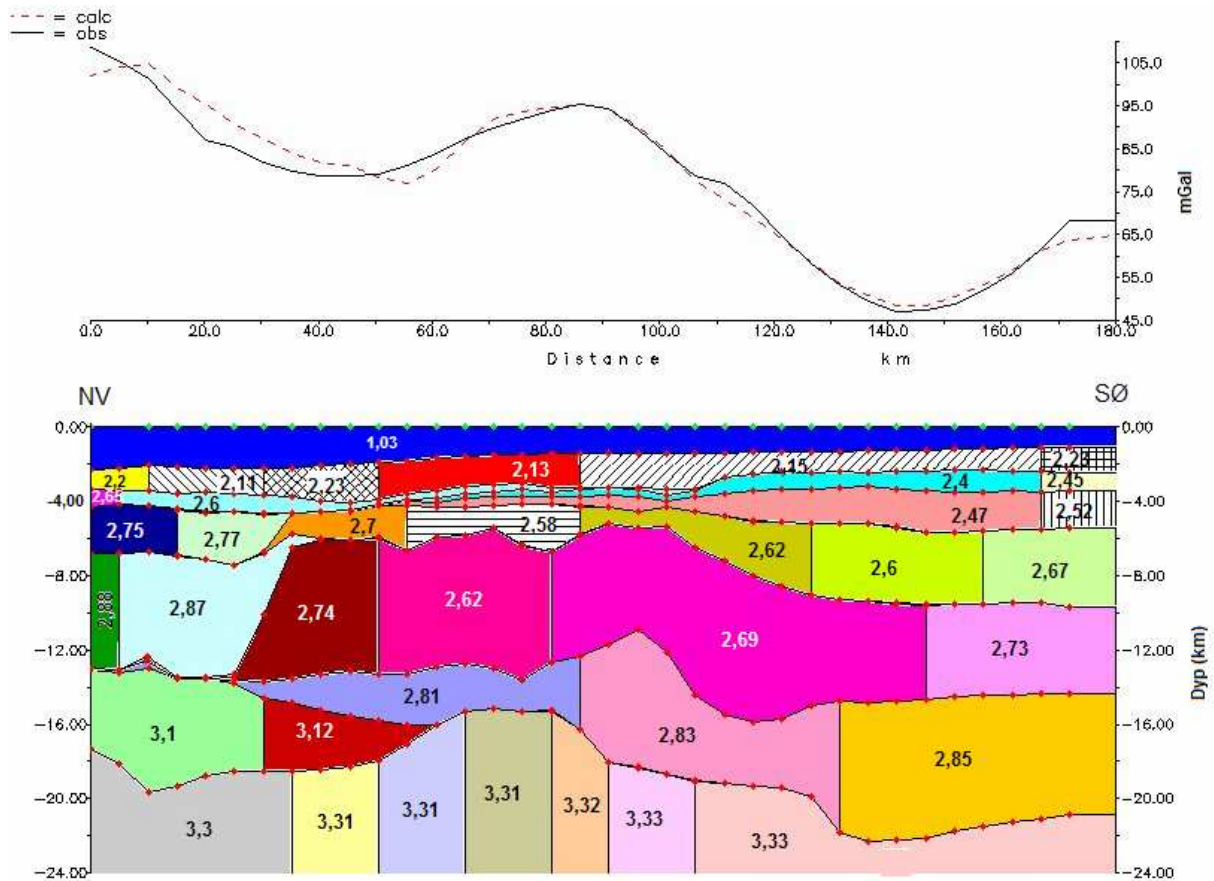 = calc
= obs
105.0
95.0
85.0
75.0
65.0
55.0
45.0
mGal
0.0 20.0 40.0 60.0 80.0 100.0 120.0 140.0 160.0 180.0
Distance km
NV SØ
0.00 0.00
1,03
2,13 2,15 2,23
2,2 2,11 2,23 2,4 2,45
2,65 2,6
-4.00 -4.00
2,47 2,52
2,75 2,77 2,7 2,58 2,62 2,6 2,67
-8.00 -8.00
2,88 2,87 2,74 2,62 2,69 2,73
-12.00 -12.00
Dyp (km)
2,81
-16.00 -16.00
3,1 3,12 2,83 2,85
-20.00 -20.00
3,3 3,31 3,31 3,31 3,32 3,33 3,33
-24.00 -24.00